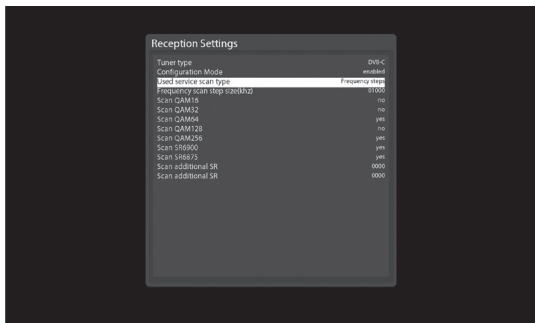 Reception Settings
Tuner type DVB-C
Configuration Mode enabled
Used service scan type Frequency steps
Frequency scan step size(khz) 01000
Scan QAM16 no
Scan QAM32 no
Scan QAM64 yes
Scan QAM128 no
Scan QAM256 yes
Scan SR6900 yes
Scan SR6875 yes
Scan additional SR 0000
Scan additional SR 0000